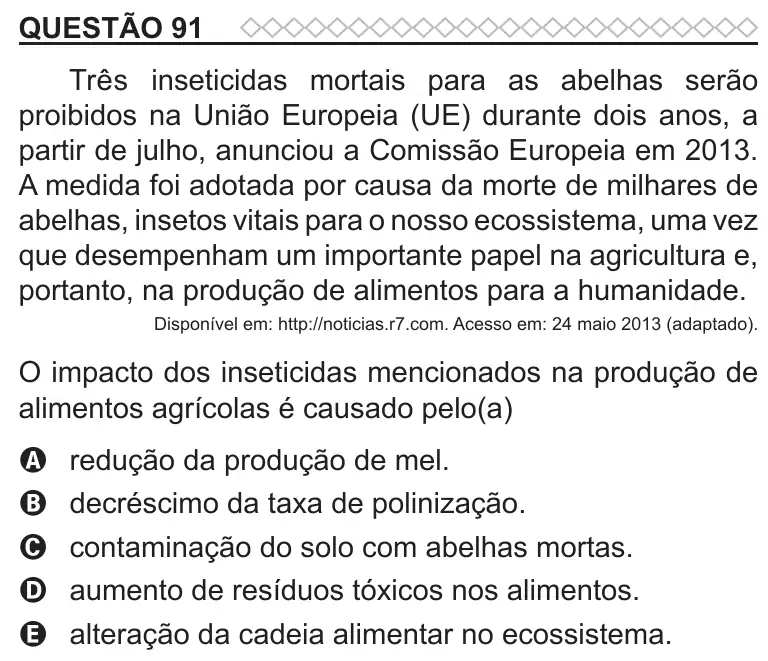 QUESTÃO 91
Três inseticidas mortais para as abelhas serão
proibidos na União Europeia (UE) durante dois anos, a
partir de julho, anunciou a Comissão Europeia em 2013.
A medida foi adotada por causa da morte de milhares de
abelhas, insetos vitais para o nosso ecossistema, uma vez
que desempenham um importante papel na agricultura e,
portanto, na produção de alimentos para a humanidade.
Disponível em: http://noticias.r7.com. Acesso em: 24 maio 2013 (adaptado).
O impacto dos inseticidas mencionados na produção de
alimentos agrícolas é causado pelo(a)
A redução da produção de mel.
B decréscimo da taxa de polinização.
C contaminação do solo com abelhas mortas.
D aumento de resíduos tóxicos nos alimentos.
E alteração da cadeia alimentar no ecossistema.